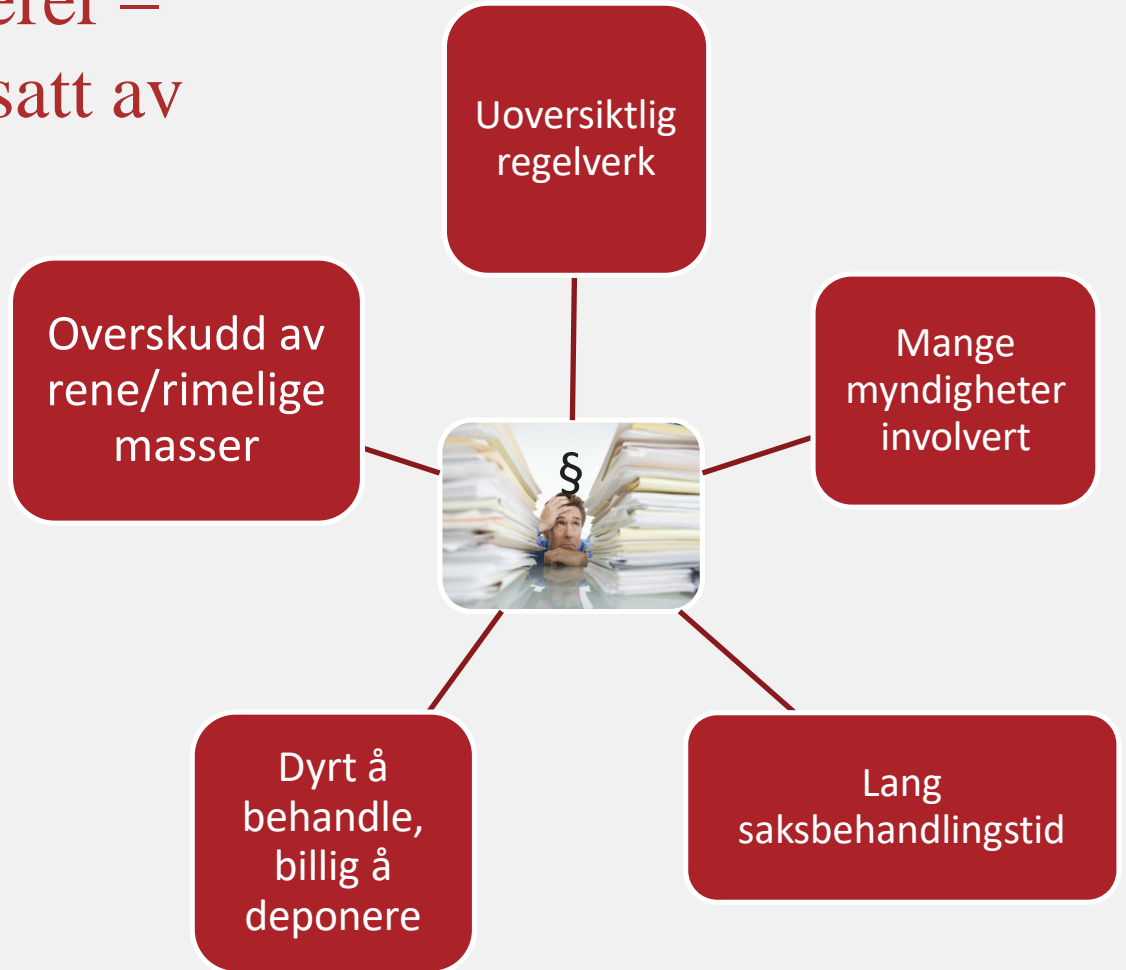 satt av
Uoversiktlig
regelverk
Overskudd av
rene/rimelige
masser
Mange
myndigheter
involvert
§
Dyrt å
behandle,
billig å
deponere
Lang
saksbehandlingstid